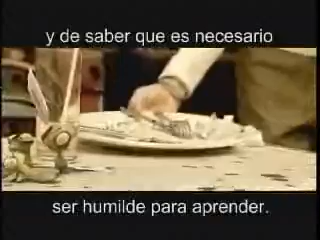 y de saber que es necesario
ser humilde para aprender.